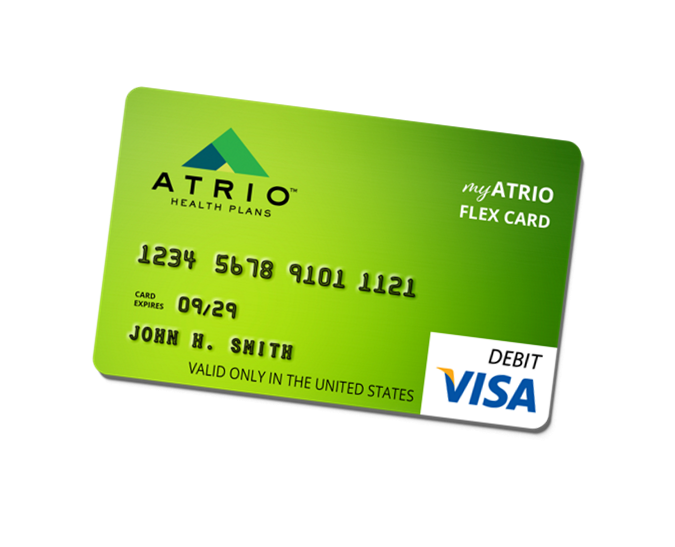 ATRIO™
HEALTH PLANS
myATRIO
FLEX CARD
1234 5678 9101 1121
CARD
EXPIRES 09/29
JOHN H. SMITH
VALID ONLY IN THE UNITED STATES
DEBIT
VISA